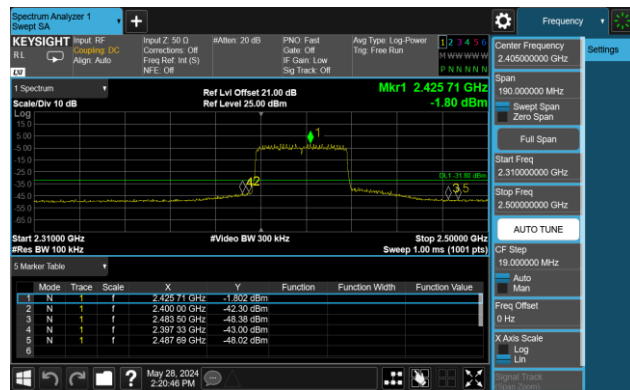 Spectrum Analyzer 1
Swept SA
Frequency
KEYSIGHT
Input: RF
Coupling: DC
Align: Auto
Input Z: 50 Ω
Corrections: Off
Freq Ref: Int (S)
NFE: Off
#Atten: 20 dB
PNO: Fast
Gate: Off
IF Gain: Low
Sig Track: Off
Avg Type: Log-Power
Trig: Free Run
1 2 3 4 5 6
M W W W W W
P N N N N N
RL
LXI
1 Spectrum
Scale/Div 10 dB
Ref Lvl Offset 21.00 dB
Ref Level 25.00 dBm
Mkr1 2.425 71 GHz
-1.80 dBm
Log
15.0
5.00
-5.00
-15.0
-25.0
-35.0
-45.0
-55.0
-65.0
1
DL1 -31.80 dBm
42
3 5
Start 2.31000 GHz
#Res BW 100 kHz
#Video BW 300 kHz
Stop 2.50000 GHz
Sweep 1.00 ms (1001 pts)
5 Marker Table
Mode Trace Scale X Y Function Function Width Function Value
1 N 1 f 2.425 71 GHz -1.802 dBm
2 N 1 f 2.400 00 GHz -42.30 dBm
3 N 1 f 2.483 50 GHz -48.38 dBm
4 N 1 f 2.397 33 GHz -43.00 dBm
5 N 1 f 2.487 69 GHz -48.02 dBm
6
May 28, 2024
2:20:46 PM
?
Settings
Center Frequency
2.405000000 GHz
Span
190.000000 MHz
Swept Span
Zero Span
Full Span
Start Freq
2.310000000 GHz
Stop Freq
2.500000000 GHz
AUTO TUNE
CF Step
19.000000 MHz
Auto
Man
Freq Offset
0 Hz
X Axis Scale
Log
Lin
Signal Track
(Span Zoom)